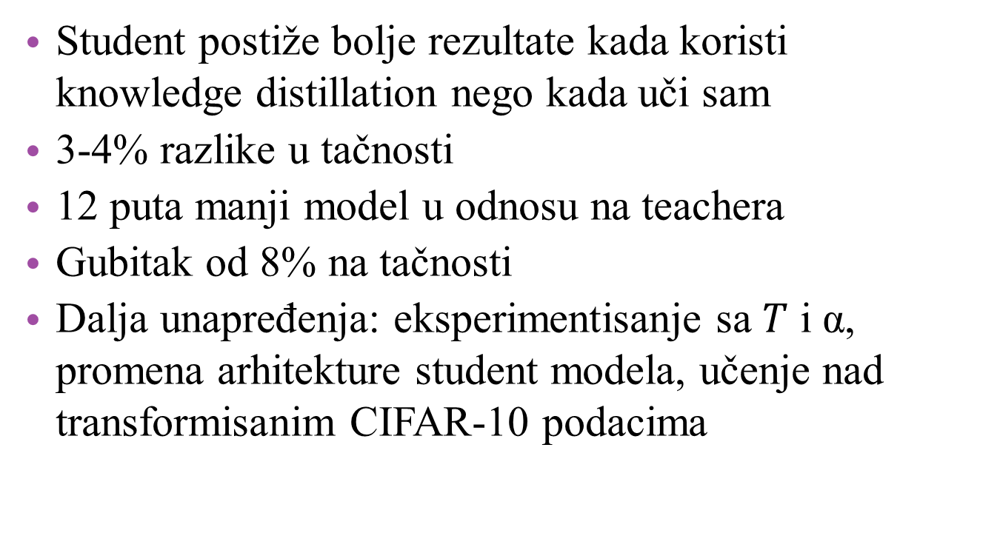 • Student postiže bolje rezultate kada koristi
knowledge distillation nego kada uči sam
• 3-4% razlike u tačnosti
• 12 puta manji model u odnosu na teachera
• Gubitak od 8% na tačnosti
• Dalja unapređenja: eksperimentisanje sa T i α,
promena arhitekture student modela, učenje nad
transformisanim CIFAR-10 podacima